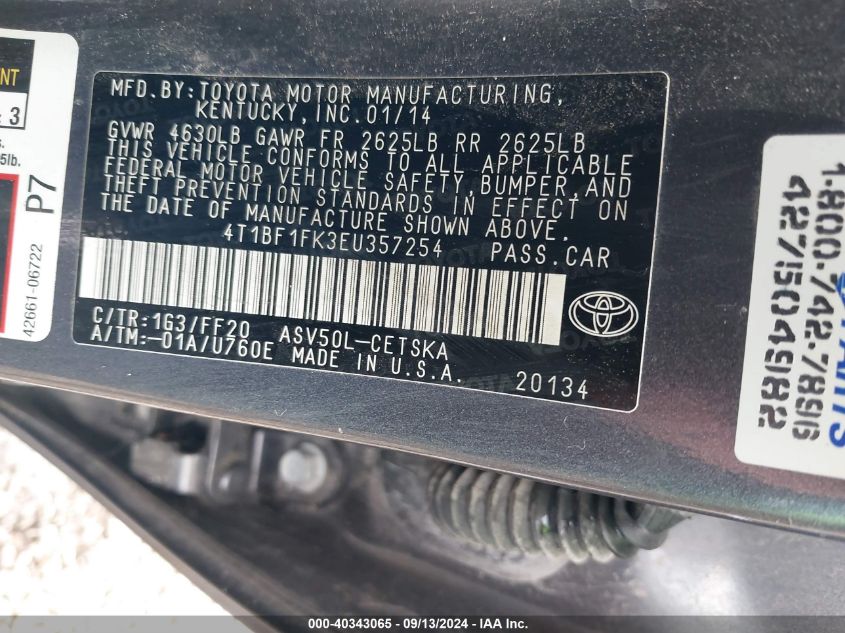 MFD. BY: TOYOTA MOTOR MANUFACTURING,
KENTUCKY, INC. 01/14
GVWR 4630LB GAWR FR 2625LB RR 2625LB
THIS VEHICLE CONFORMS TO ALL APPLICABLE
FEDERAL MOTOR VEHICLE SAFETY, BUMPER, AND
THEFT PREVENTION STANDARDS IN EFFECT ON
THE DATE OF MANUFACTURE SHOWN ABOVE.
4T1BF1FK3EU357254 PASS.CAR
C/TR:1G3/FF20 ASV50L-CETSKA
A/TM:-01A/U760E MADE IN U.S.A. 20134
3
5lb.
P7
42661-06722
1-800-742-7896
427504982
000-40343065 - 09/13/2024 - IAA Inc.